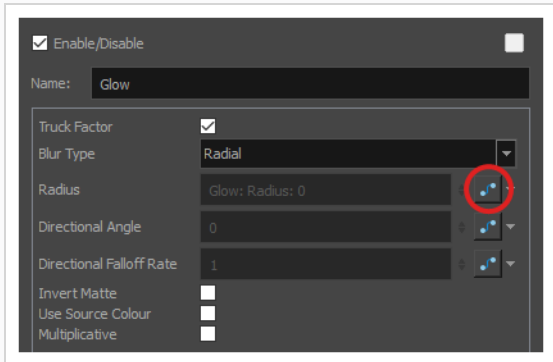 Enable/Disable
Name: Glow
Truck Factor
Blur Type Radial
Radius Glow: Radius: 0
Directional Angle 0
Directional Falloff Rate 1
Invert Matte
Use Source Colour
Multiplicative